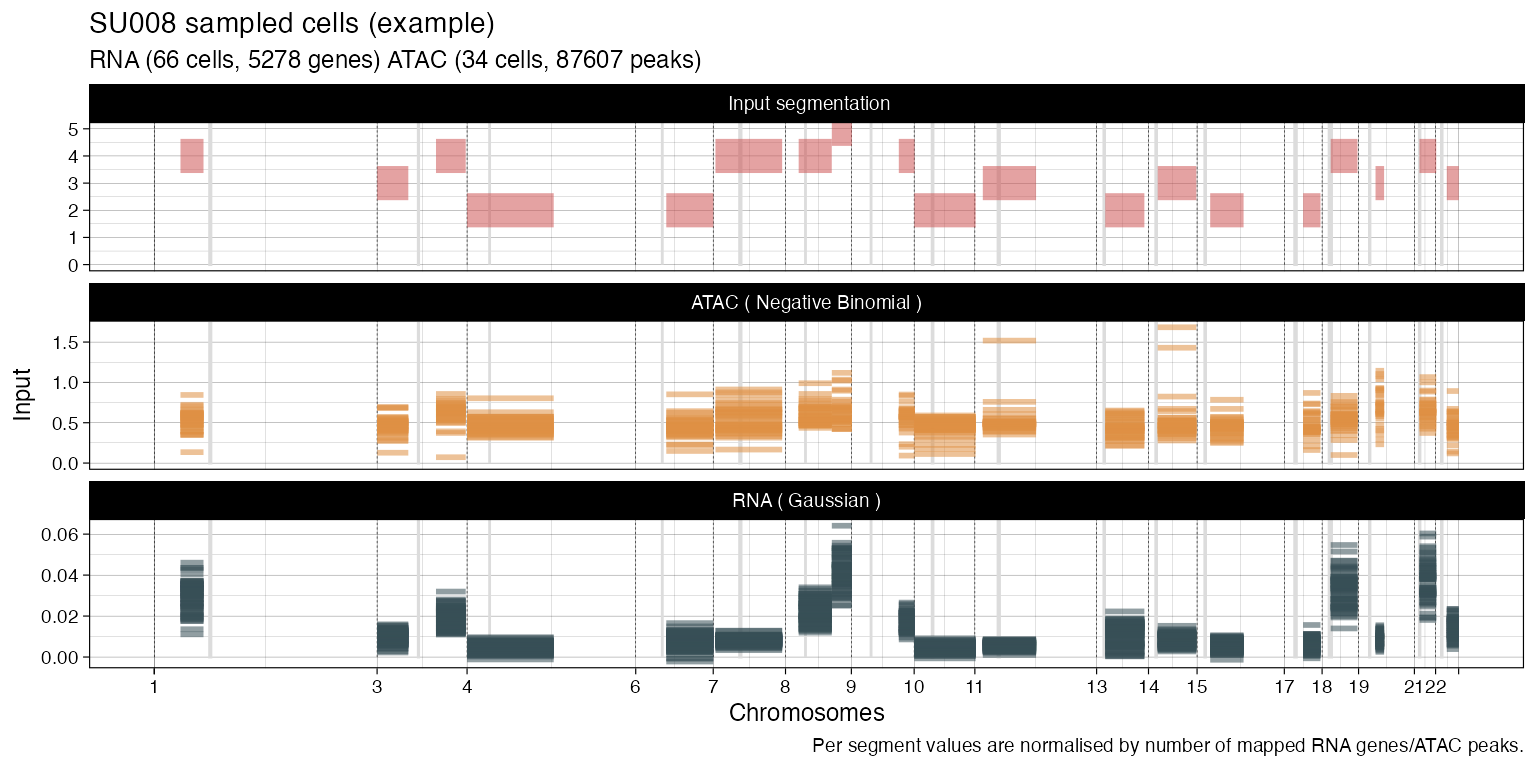 SU008 sampled cells (example)
RNA (66 cells, 5278 genes) ATAC (34 cells, 87607 peaks)
Input segmentation
5
4
3
2
1
0
ATAC ( Negative Binomial )
1.5
1.0
0.5
0.0
Input
RNA ( Gaussian )
0.06
0.04
0.02
0.00
1 3 4 6 7 8 9 10 11 13 14 15 17 18 19 21 22
Chromosomes
Per segment values are normalised by number of mapped RNA genes/ATAC peaks.